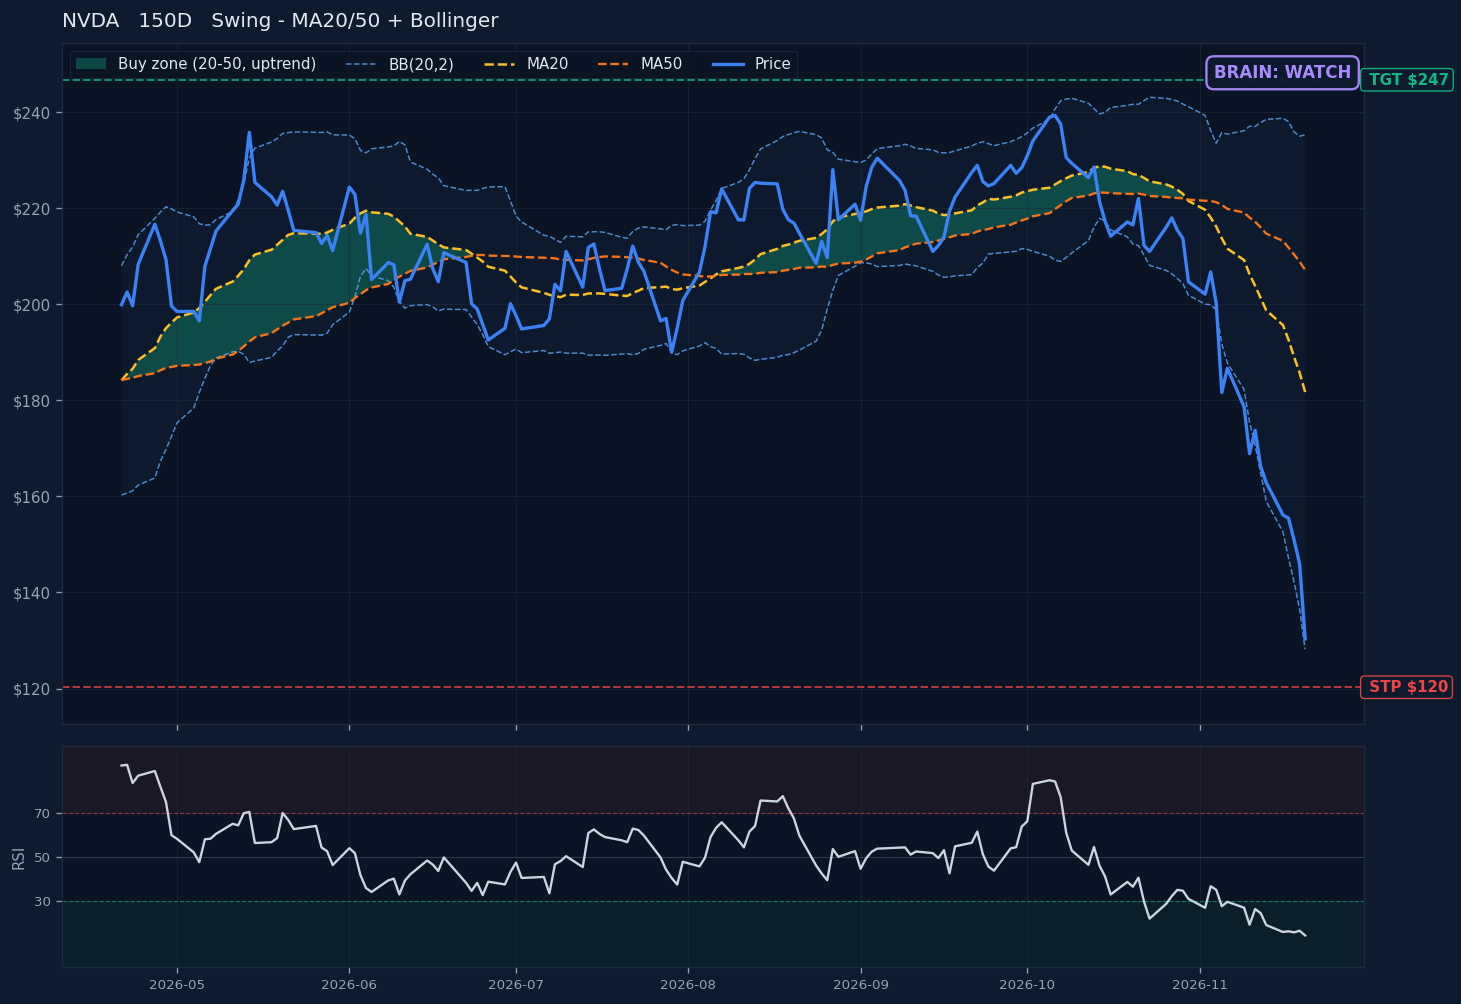 NVDA   150D   Swing - MA20/50 + Bollinger
Buy zone (20-50, uptrend)   BB(20,2)   MA20   MA50   Price
BRAIN: WATCH
TGT $247
$240
$220
$200
$180
$160
$140
$120
STP $120
70
50
30
RSI
2026-05   2026-06   2026-07   2026-08   2026-09   2026-10   2026-11